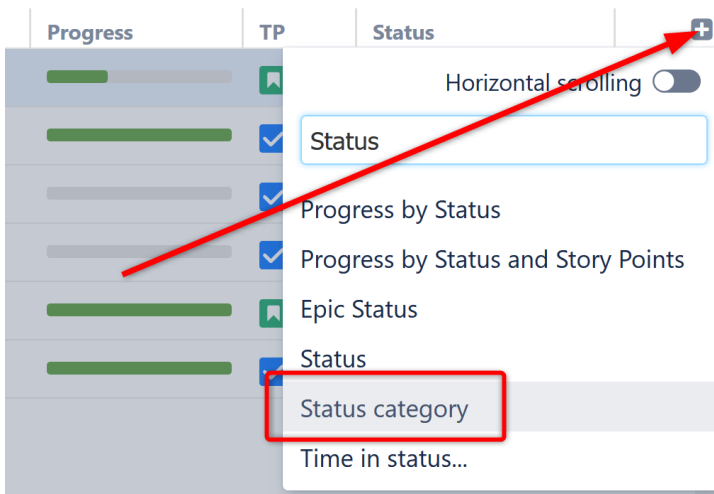 Progress TP Status
Horizontal scrolling
Status
Progress by Status
Progress by Status and Story Points
Epic Status
Status
Status category
Time in status...